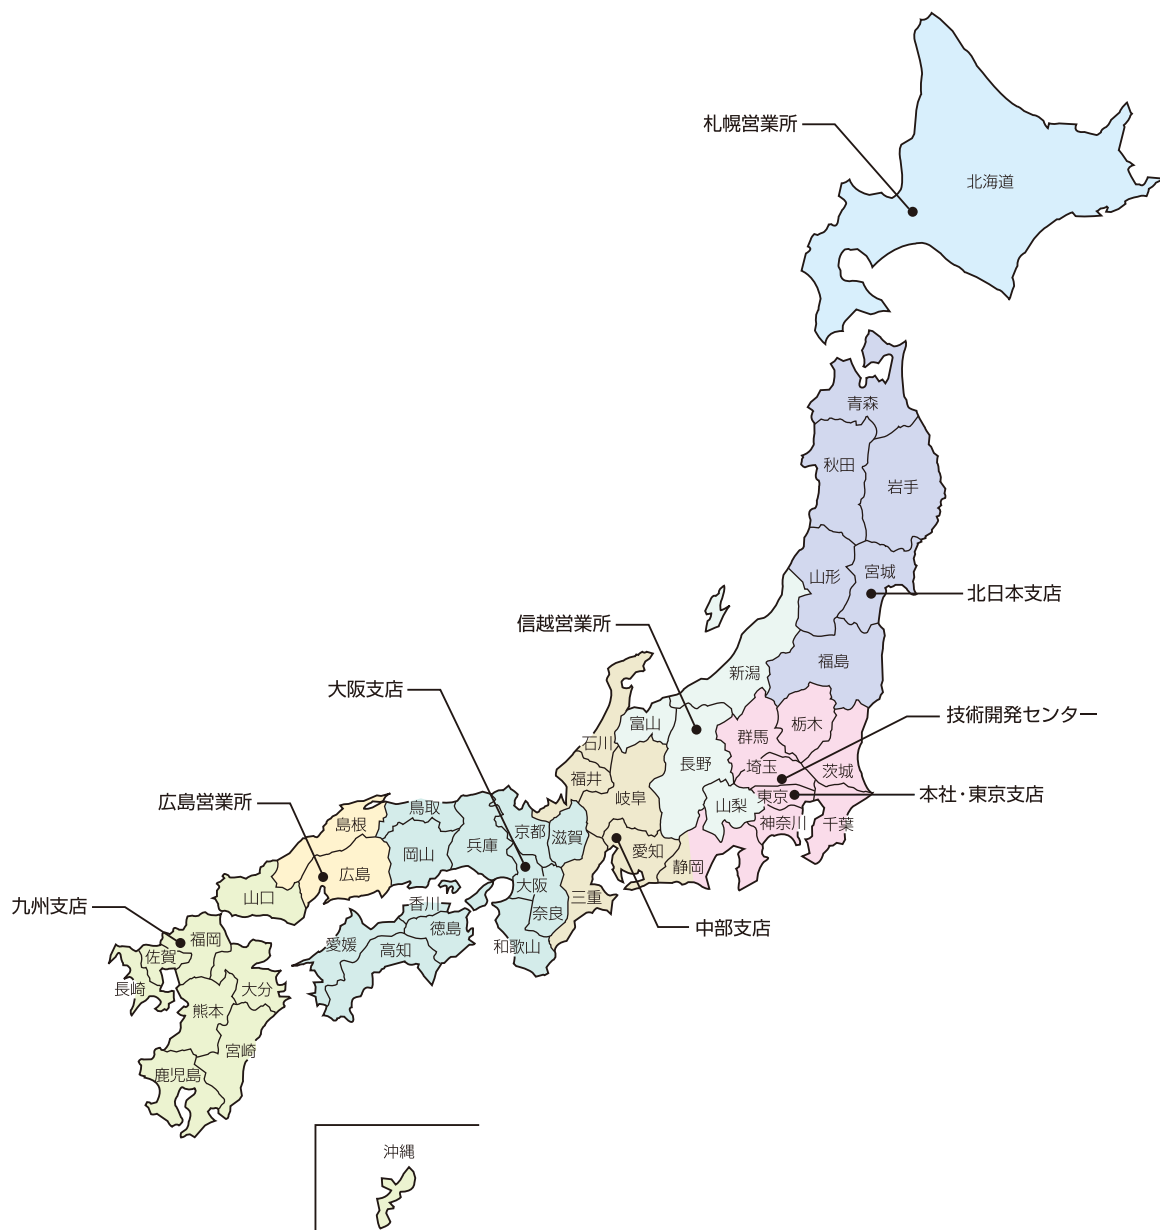 札幌営業所
北海道
青森
秋田
岩手
山形
宮城
北日本支店
信越営業所
福島
新潟
大阪支店
技術開発センター
富山
栃木
群馬
石川
長野
埼玉
茨城
福井
岐阜
東京
本社・東京支店
広島営業所
山梨
鳥取
島根
神奈川
千葉
京都
滋賀
兵庫
愛知
岡山
静岡
広島
大阪
三重
山口
香川
九州支店
奈良
中部支店
徳島
福岡
愛媛
高知
和歌山
佐賀
長崎
大分
熊本
宮崎
鹿児島
沖縄